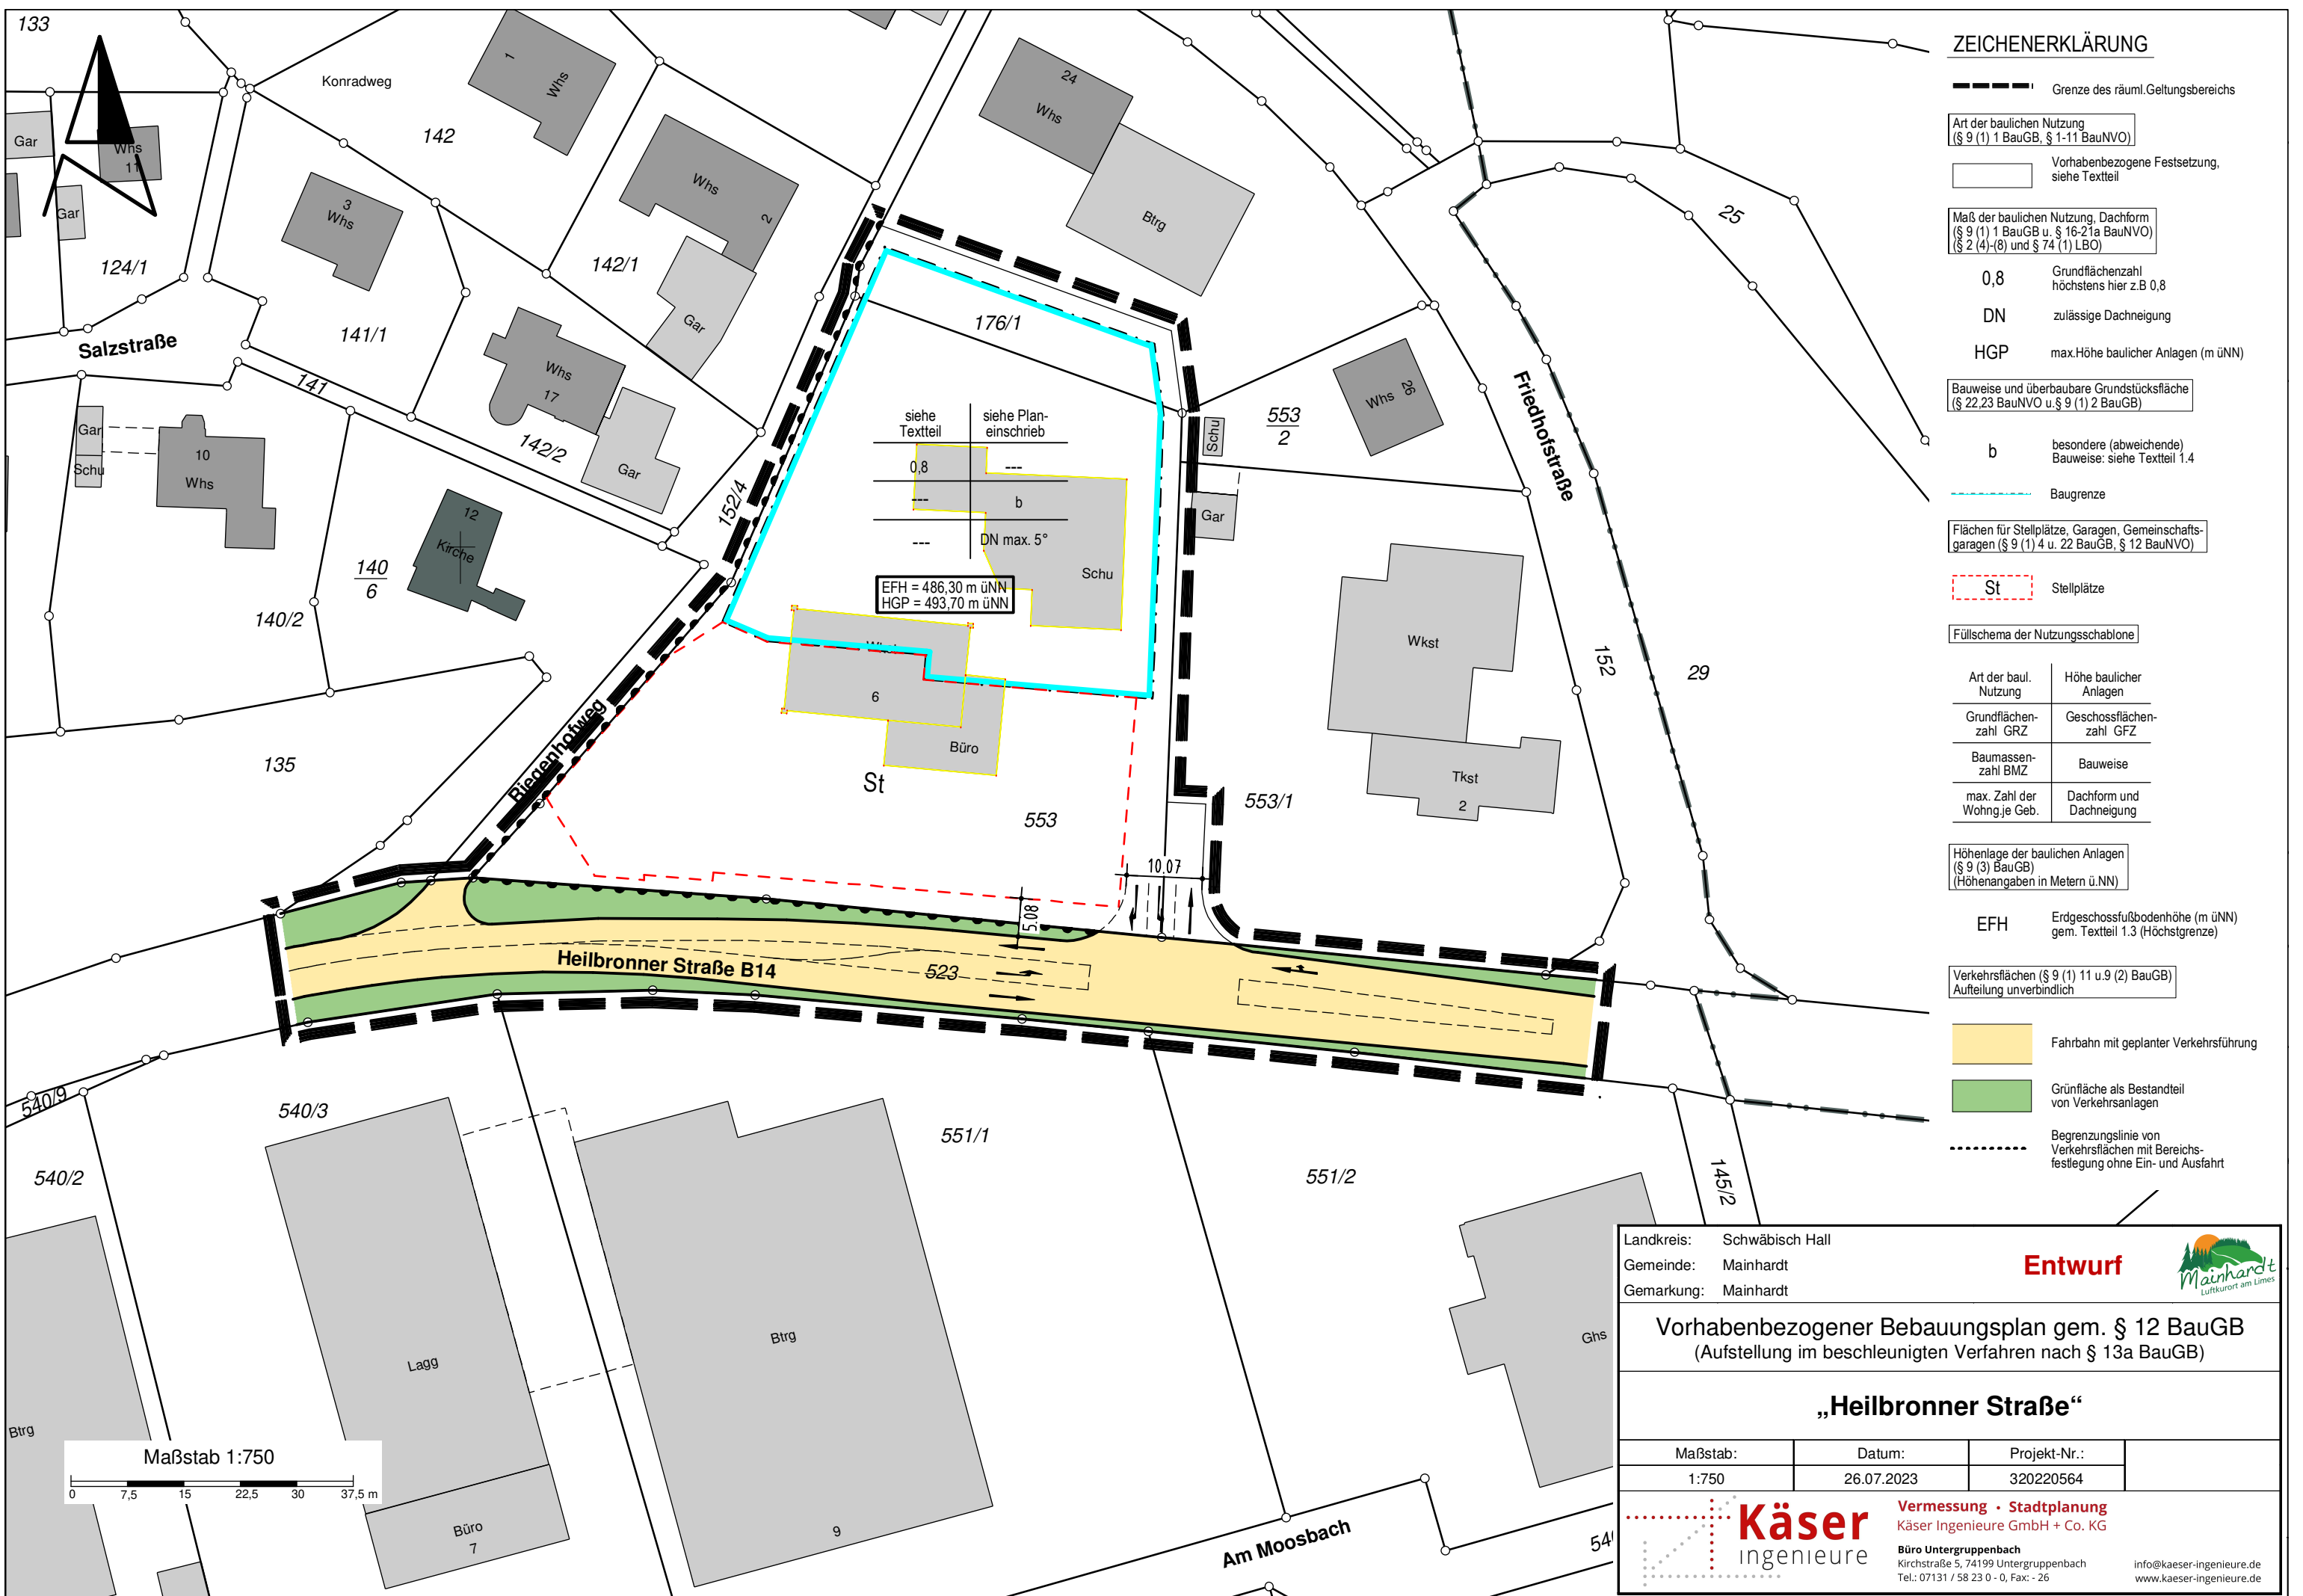 133
Konradweg
142
1
Whs
24
Whs
Btrg
Gar
Whs
11
Gar
3
Whs
Whs
2
142/1
Gar
124/1
141/1
Salzstraße
141
Whs
17
142/2
Gar
Gar
Schu
10
Whs
12
Kirche
140
6
140/2
135
152/4
Riegenhofweg
176/1
siehe
Textteil
siehe Plan-
einschrieb
0,8
---
---
b
---
DN max. 5°
EFH = 486,30 m üNN
HGP = 493,70 m üNN
Schu
6
Büro
St
553
Schu
Gar
553
2
Whs
26
Friedhofstraße
25
29
152
Wkst
Tkst
2
553/1
10.07
5.08
Heilbronner Straße B14
523
540/9
540/3
540/2
551/1
551/2
145/2
Lagg
Btrg
Btrg
Ghs
Büro
7
9
Am Moosbach
Maßstab 1:750
0 7,5 15 22,5 30 37,5 m
ZEICHENERKLÄRUNG
Grenze des räuml.Geltungsbereichs
Art der baulichen Nutzung
(§ 9 (1) 1 BauGB, § 1-11 BauNVO)
Vorhabenbezogene Festsetzung,
siehe Textteil
Maß der baulichen Nutzung, Dachform
(§ 9 (1) 1 BauGB u. § 16-21a BauNVO)
(§ 2 (4)-(8) und § 74 (1) LBO)
0,8
Grundflächenzahl
höchstens hier z.B 0,8
DN
zulässige Dachneigung
HGP
max.Höhe baulicher Anlagen (m üNN)
Bauweise und überbaubare Grundstücksfläche
(§ 22,23 BauNVO u.§ 9 (1) 2 BauGB)
b
besondere (abweichende)
Bauweise: siehe Textteil 1.4
Baugrenze
Flächen für Stellplätze, Garagen, Gemeinschafts-
garagen (§ 9 (1) 4 u. 22 BauGB, § 12 BauNVO)
St
Stellplätze
Füllschema der Nutzungsschablone
Art der baul.
Nutzung
Höhe baulicher
Anlagen
Grundflächen-
zahl GRZ
Geschossflächen-
zahl GFZ
Baumassen-
zahl BMZ
Bauweise
max. Zahl der
Wohng.je Geb.
Dachform und
Dachneigung
Höhenlage der baulichen Anlagen
(§ 9 (3) BauGB)
(Höhenangaben in Metern ü.NN)
EFH
Erdgeschossfußbodenhöhe (m üNN)
gem. Textteil 1.3 (Höchstgrenze)
Verkehrsflächen (§ 9 (1) 11 u.9 (2) BauGB)
Aufteilung unverbindlich
Fahrbahn mit geplanter Verkehrsführung
Grünfläche als Bestandteil
von Verkehrsanlagen
Begrenzungslinie von
Verkehrsflächen mit Bereichs-
festlegung ohne Ein- und Ausfahrt
Landkreis: Schwäbisch Hall
Gemeinde: Mainhardt
Gemarkung: Mainhardt
Entwurf
Mainhardt
Luftkurort am Limes
Vorhabenbezogener Bebauungsplan gem. § 12 BauGB
(Aufstellung im beschleunigten Verfahren nach § 13a BauGB)
„Heilbronner Straße“
Maßstab: Datum: Projekt-Nr.:
1:750 26.07.2023 320220564
Käser
ingenieure
Vermessung • Stadtplanung
Käser Ingenieure GmbH + Co. KG
Büro Untergruppenbach
Kirchstraße 5, 74199 Untergruppenbach
Tel.: 07131 / 58 23 0 - 0, Fax: - 26
info@kaeser-ingenieure.de
www.kaeser-ingenieure.de